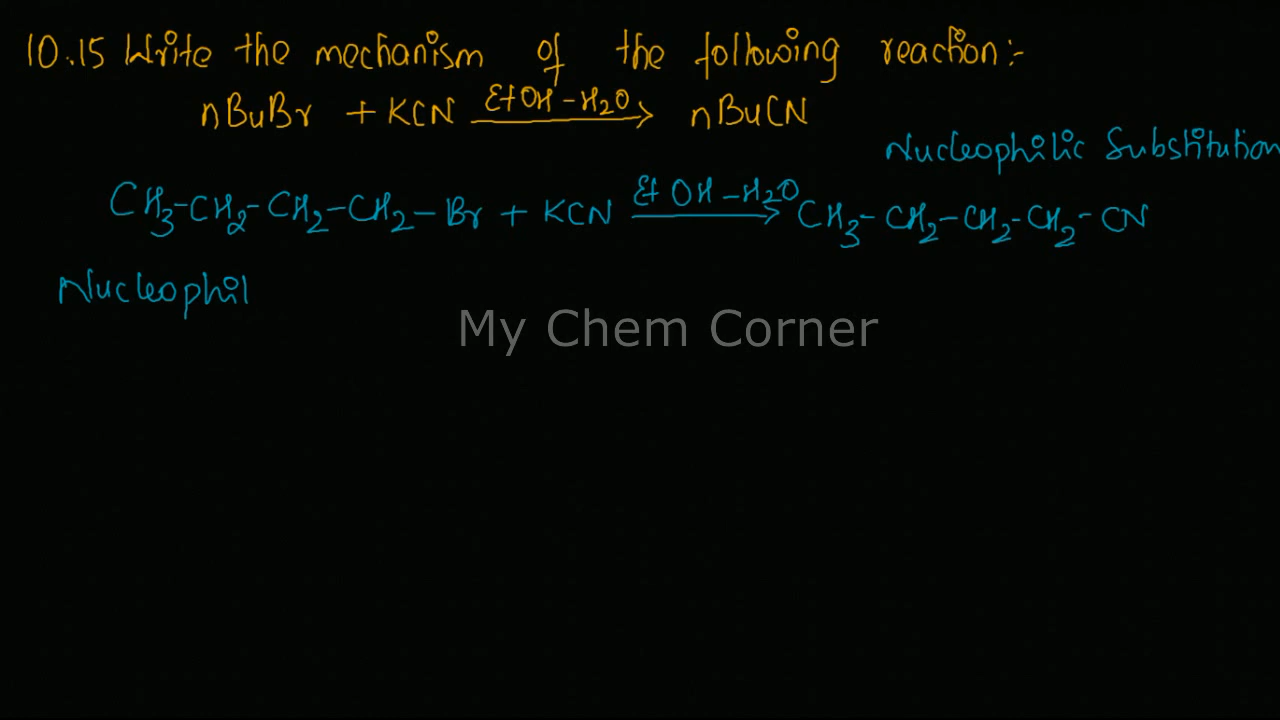 10.15 Write the mechanism of the following reaction:-
nBuBr + KCN EtOH-H2O → nBuCN
Nucleophilic Substitution
CH3-CH2-CH2-CH2-Br + KCN EtOH-H2O → CH3-CH2-CH2-CH2-CN
Nucleophil
My Chem Corner